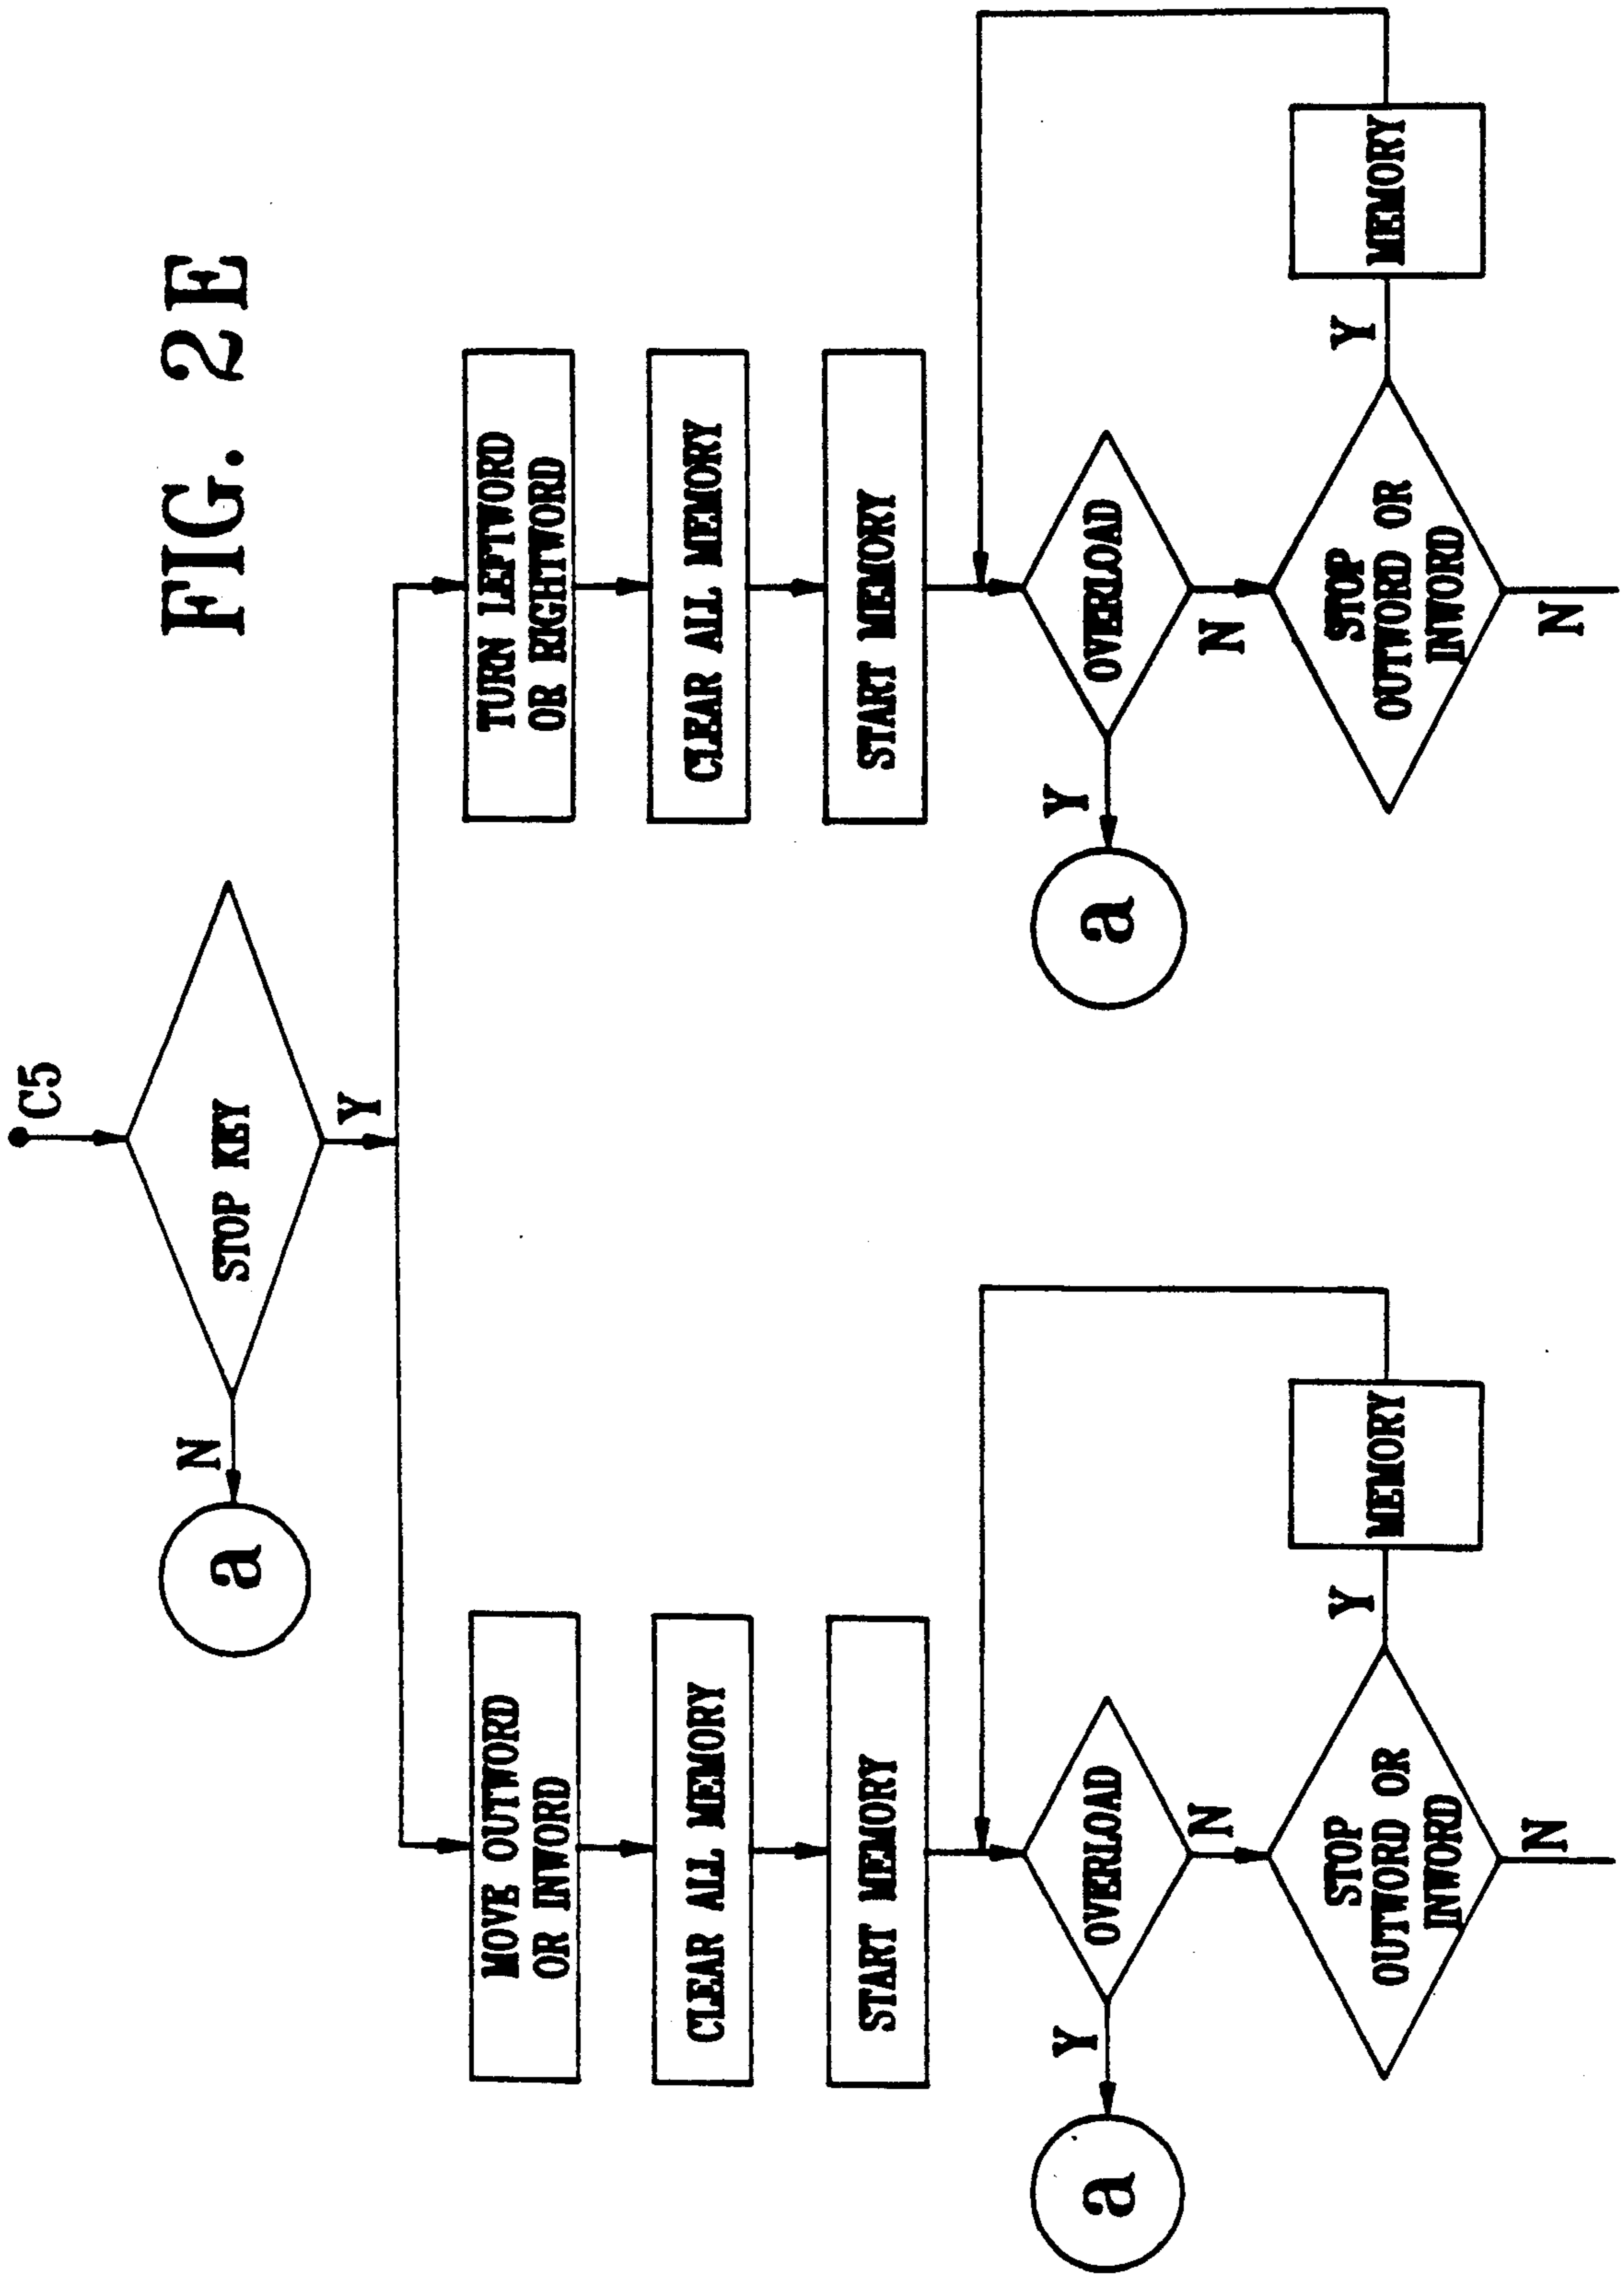 FIG. 2E
C5
STOP KEY
N
a
Y
MOVE OUTWORD
OR INWORD
CLEAR ALL MEMORY
START MEMORY
OVERLOAD
Y
a
N
STOP
OUTWORD OR
INWORD
Y
MEMORY
N
TURN LEFTWORD
OR RIGHTWORD
CLEAR ALL MEMORY
START MEMORY
OVERLOAD
Y
a
N
STOP
OUTWORD OR
INWORD
Y
MEMORY
N